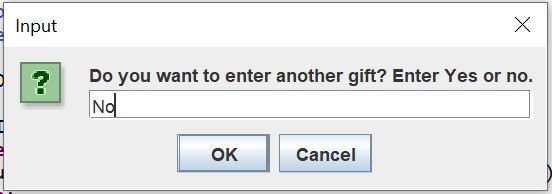 Input
?
Do you want to enter another gift? Enter Yes or no.
No
OK
Cancel